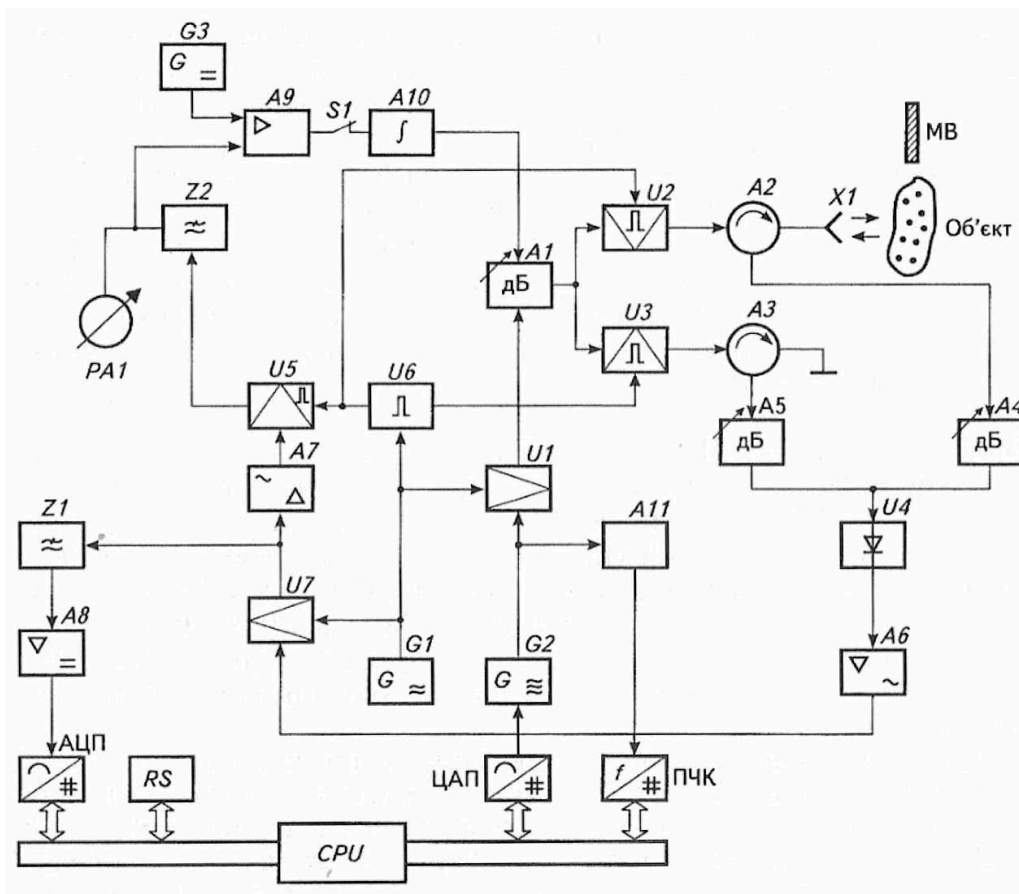 G3
G =
A9
S1
A10
∫
МВ
Z2
U2
A2
X1
Об’єкт
A1
дБ
U3
A3
PA1
U5
U6
A5
дБ
A4
дБ
A7
~
U1
Z1
A11
U4
U7
A8
=
G1
G ≈
G2
G ≋
A6
~
АЦП
#
RS
ЦАП
#
f
#
ПЧК
CPU